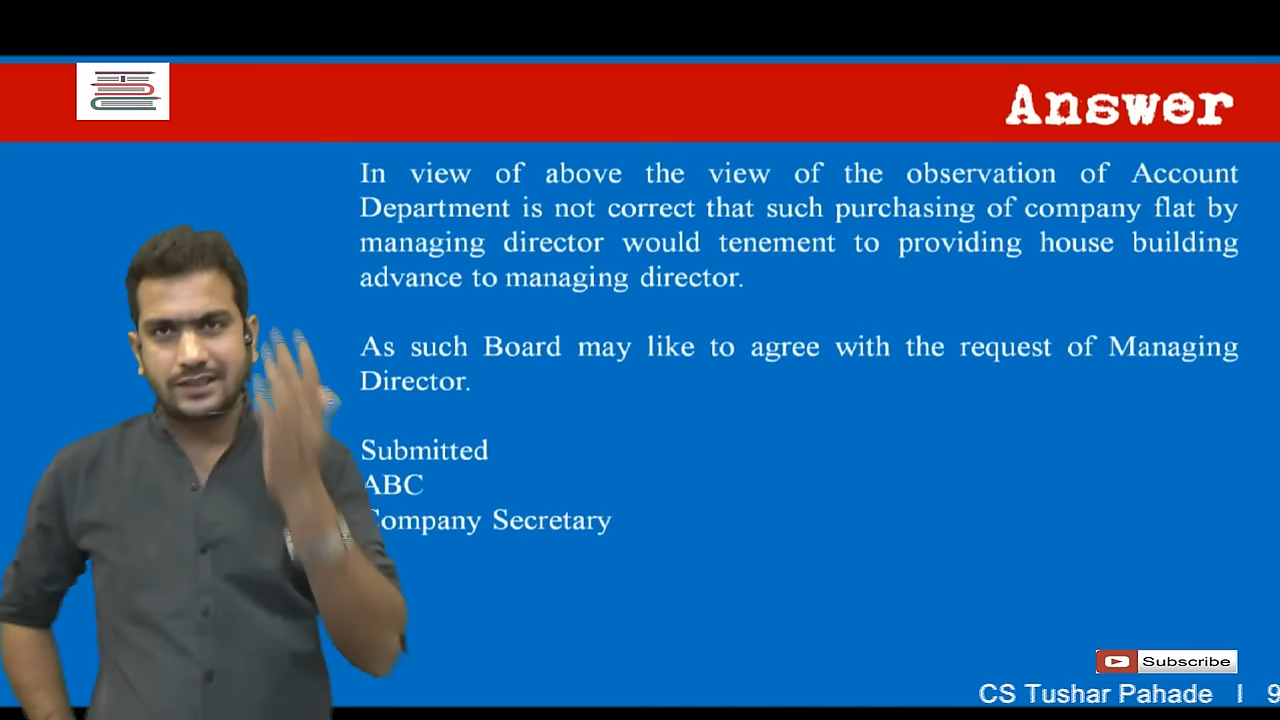 Answer
In view of above the view of the observation of Account
Department is not correct that such purchasing of company flat by
managing director would tenement to providing house building
advance to managing director.
As such Board may like to agree with the request of Managing
Director.
Submitted
ABC
Company Secretary
Subscribe
CS Tushar Pahade | 9